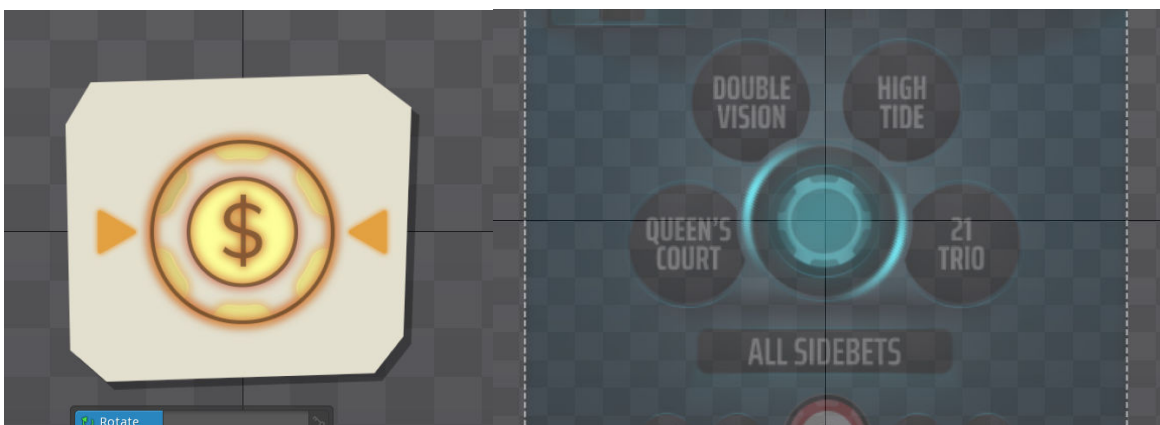 $
DOUBLE
VISION
HIGH
TIDE
QUEEN'S
COURT
21
TRIO
ALL SIDEBETS
Rotate